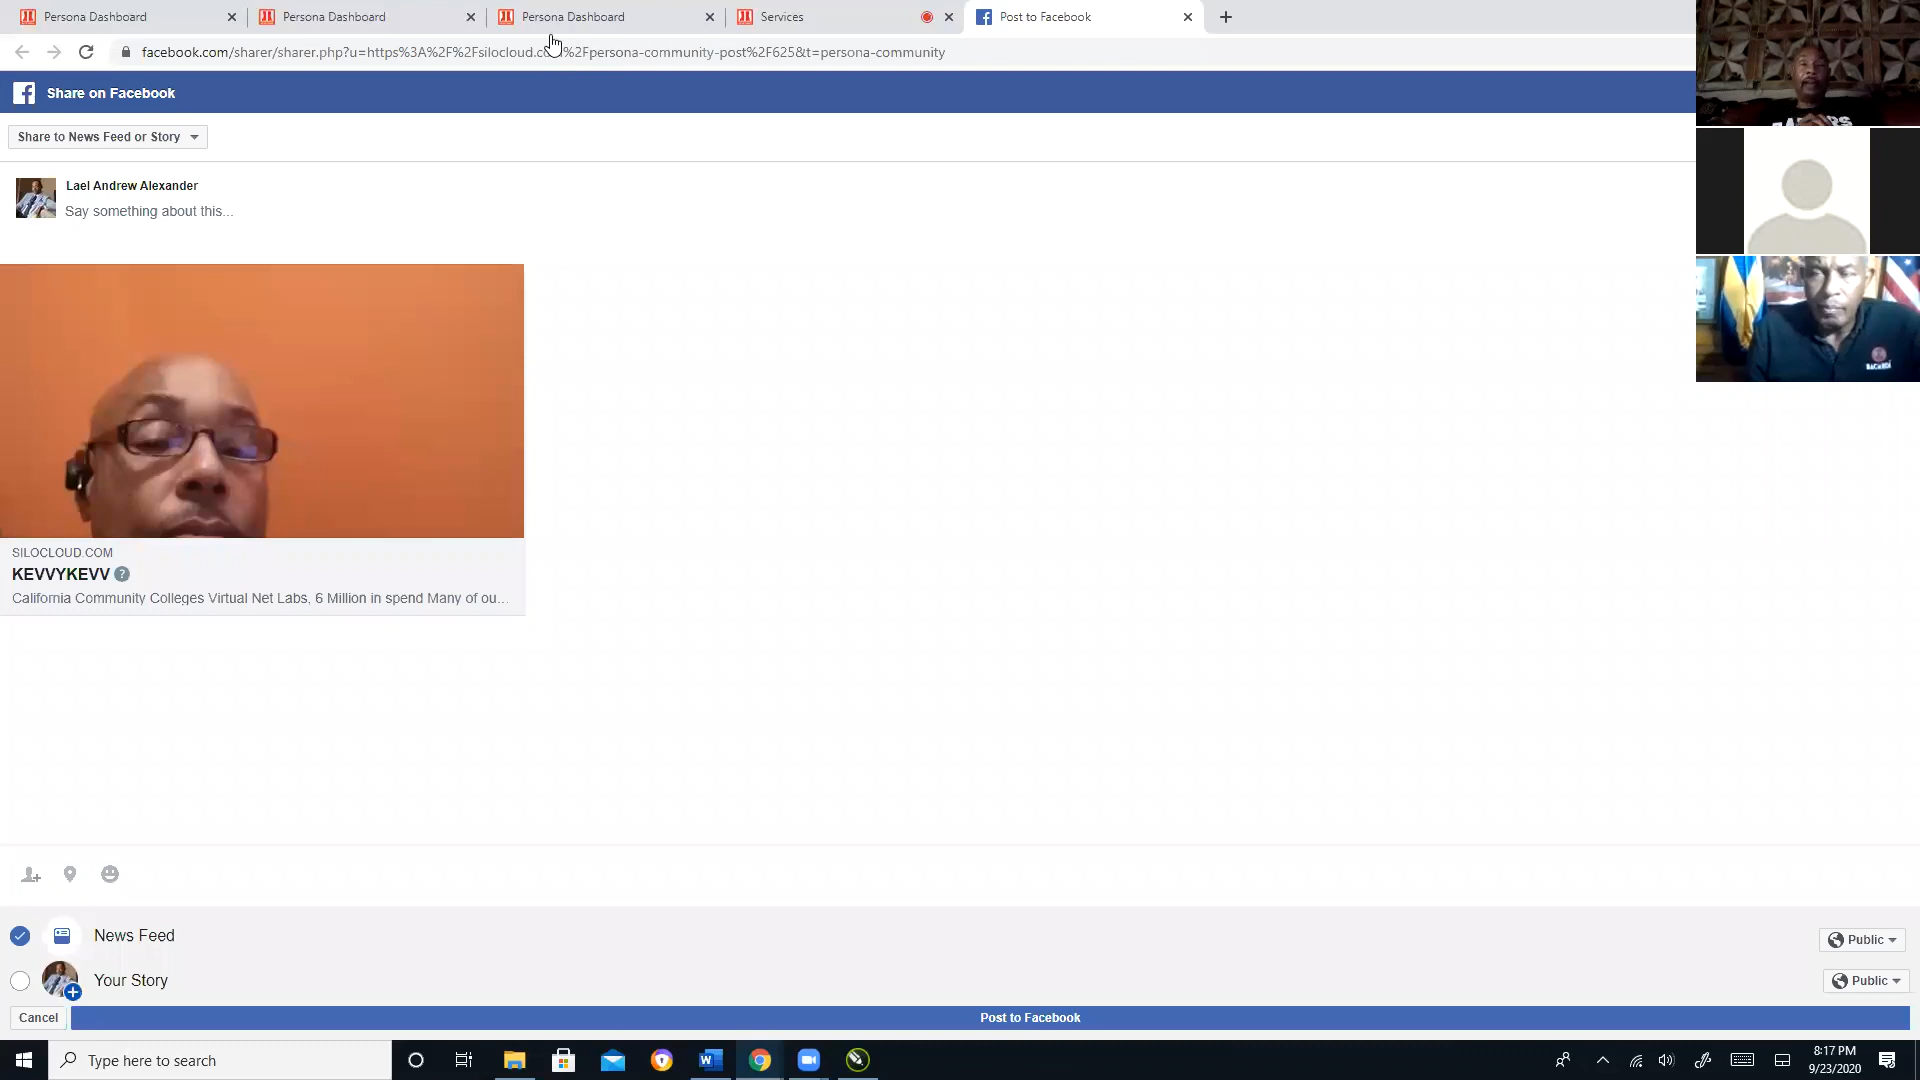 Persona Dashboard
Persona Dashboard
Persona Dashboard
Services
Post to Facebook
facebook.com/sharer/sharer.php?u=https%3A%2F%2Fsilocloud.c %2Fpersona-community-post%2F625&t=persona-community
Share on Facebook
Share to News Feed or Story
Lael Andrew Alexander
Say something about this...
BACARDI
SILOCLOUD.COM
KEVVYKEVV ?
California Community Colleges Virtual Net Labs, 6 Million in spend Many of ou...
News Feed
Public
Your Story
Public
Cancel
Post to Facebook
Type here to search
8:17 PM
9/23/2020